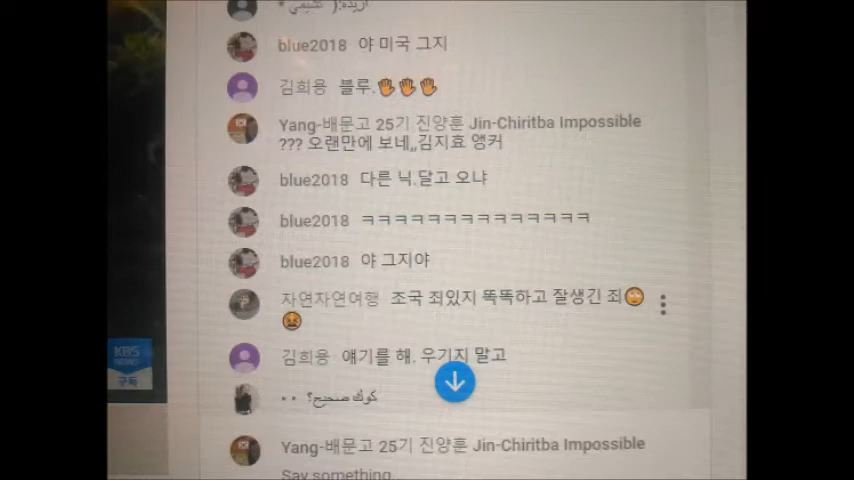 blue2018 야 미국 그지
김희용 블루.🖐🖐🖐
Yang-배문고 25기 진양훈 Jin-Chiritba Impossible
??? 오랜만에 보네,,김지효 앵커
blue2018 다른 닉.달고 오냐
blue2018 ㅋㅋㅋㅋㅋㅋㅋㅋㅋㅋㅋㅋㅋㅋ
blue2018 야 그지야
자연자연여행 조국 죄있지 똑똑하고 잘생긴 죄🙄
😫
김희용 얘기를 해. 우기지 말고
KBS
NEWS
구독
كوك صحيح؟
Yang-배문고 25기 진양훈 Jin-Chiritba Impossible
Say something